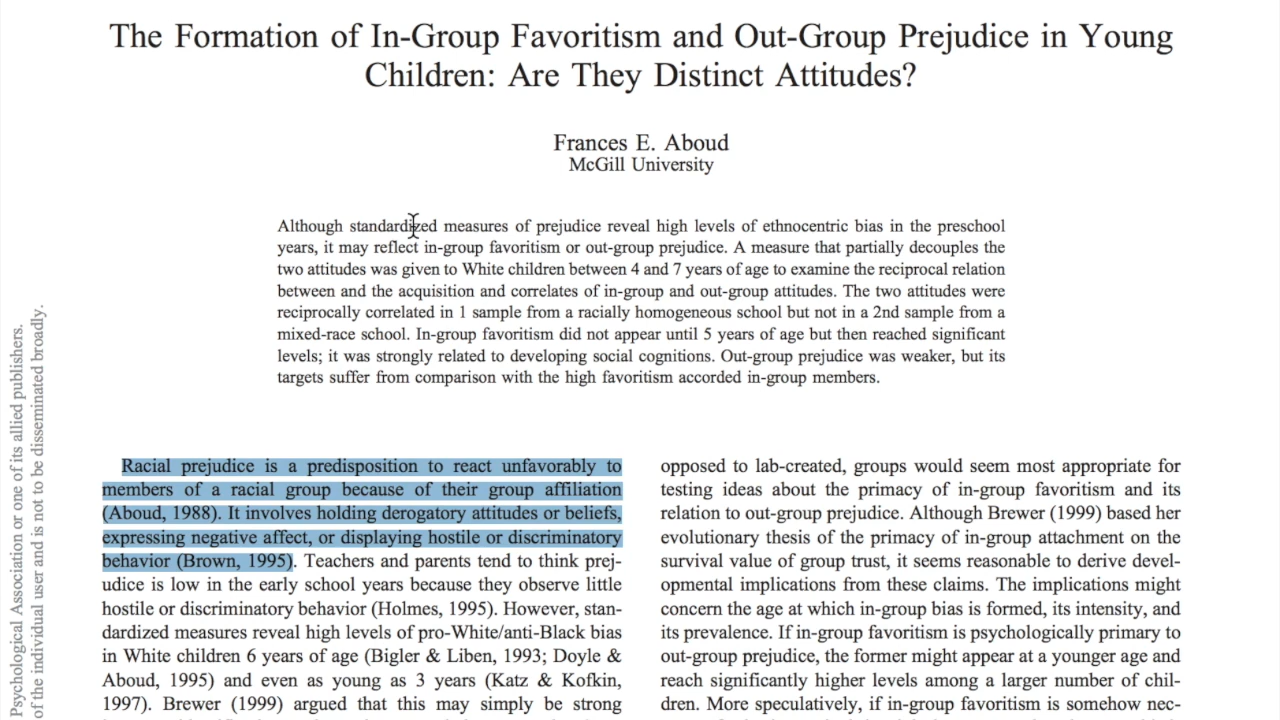 The Formation of In-Group Favoritism and Out-Group Prejudice in Young
Children: Are They Distinct Attitudes?
Frances E. Aboud
McGill University
Although standardized measures of prejudice reveal high levels of ethnocentric bias in the preschool
years, it may reflect in-group favoritism or out-group prejudice. A measure that partially decouples the
two attitudes was given to White children between 4 and 7 years of age to examine the reciprocal relation
between and the acquisition and correlates of in-group and out-group attitudes. The two attitudes were
reciprocally correlated in 1 sample from a racially homogeneous school but not in a 2nd sample from a
mixed-race school. In-group favoritism did not appear until 5 years of age but then reached significant
levels; it was strongly related to developing social cognitions. Out-group prejudice was weaker, but its
targets suffer from comparison with the high favoritism accorded in-group members.
Racial prejudice is a predisposition to react unfavorably to
members of a racial group because of their group affiliation
(Aboud, 1988). It involves holding derogatory attitudes or beliefs,
expressing negative affect, or displaying hostile or discriminatory
behavior (Brown, 1995). Teachers and parents tend to think prej-
udice is low in the early school years because they observe little
hostile or discriminatory behavior (Holmes, 1995). However, stan-
dardized measures reveal high levels of pro-White/anti-Black bias
in White children 6 years of age (Bigler & Liben, 1993; Doyle &
Aboud, 1995) and even as young as 3 years (Katz & Kofkin,
1997). Brewer (1999) argued that this may simply be strong
opposed to lab-created, groups would seem most appropriate for
testing ideas about the primacy of in-group favoritism and its
relation to out-group prejudice. Although Brewer (1999) based her
evolutionary thesis of the primacy of in-group attachment on the
survival value of group trust, it seems reasonable to derive devel-
opmental implications from these claims. The implications might
concern the age at which in-group bias is formed, its intensity, and
its prevalence. If in-group favoritism is psychologically primary to
out-group prejudice, the former might appear at a younger age and
reach significantly higher levels among a larger number of chil-
dren. More speculatively, if in-group favoritism is somehow nec-
Psychological Association or one of its allied publishers.
of the individual user and is not to be disseminated broadly.